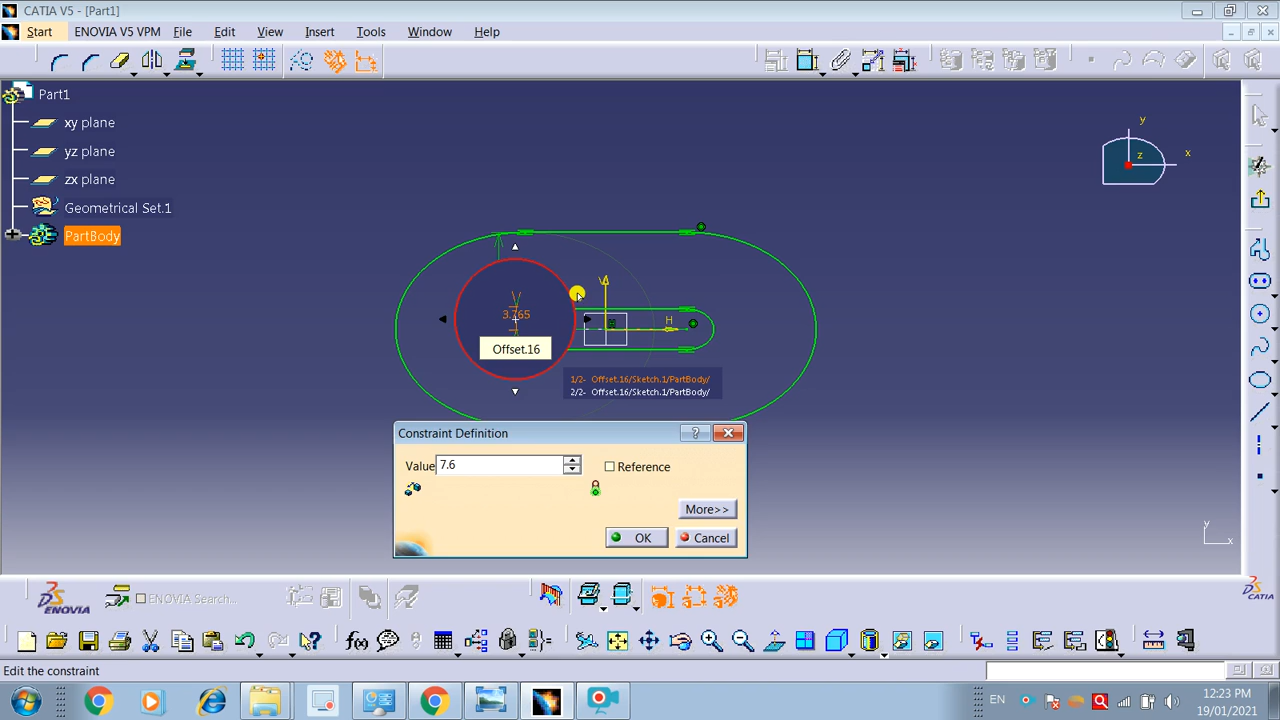 CATIA V5 - [Part1]
Start ENOVIA V5 VPM File Edit View Insert Tools Window Help
Part1
xy plane
yz plane
zx plane
Geometrical Set.1
PartBody
y
x
z
V
H
3.765
Offset.16
1/2- Offset.16/Sketch.1/PartBody/
2/2- Offset.16/Sketch.1/PartBody/
Constraint Definition
Value 7.6
Reference
More>>
OK Cancel
y
x
ENOVIA
ENOVIA Search...
CATIA
f(x)
Edit the constraint
EN
12:23 PM
19/01/2021